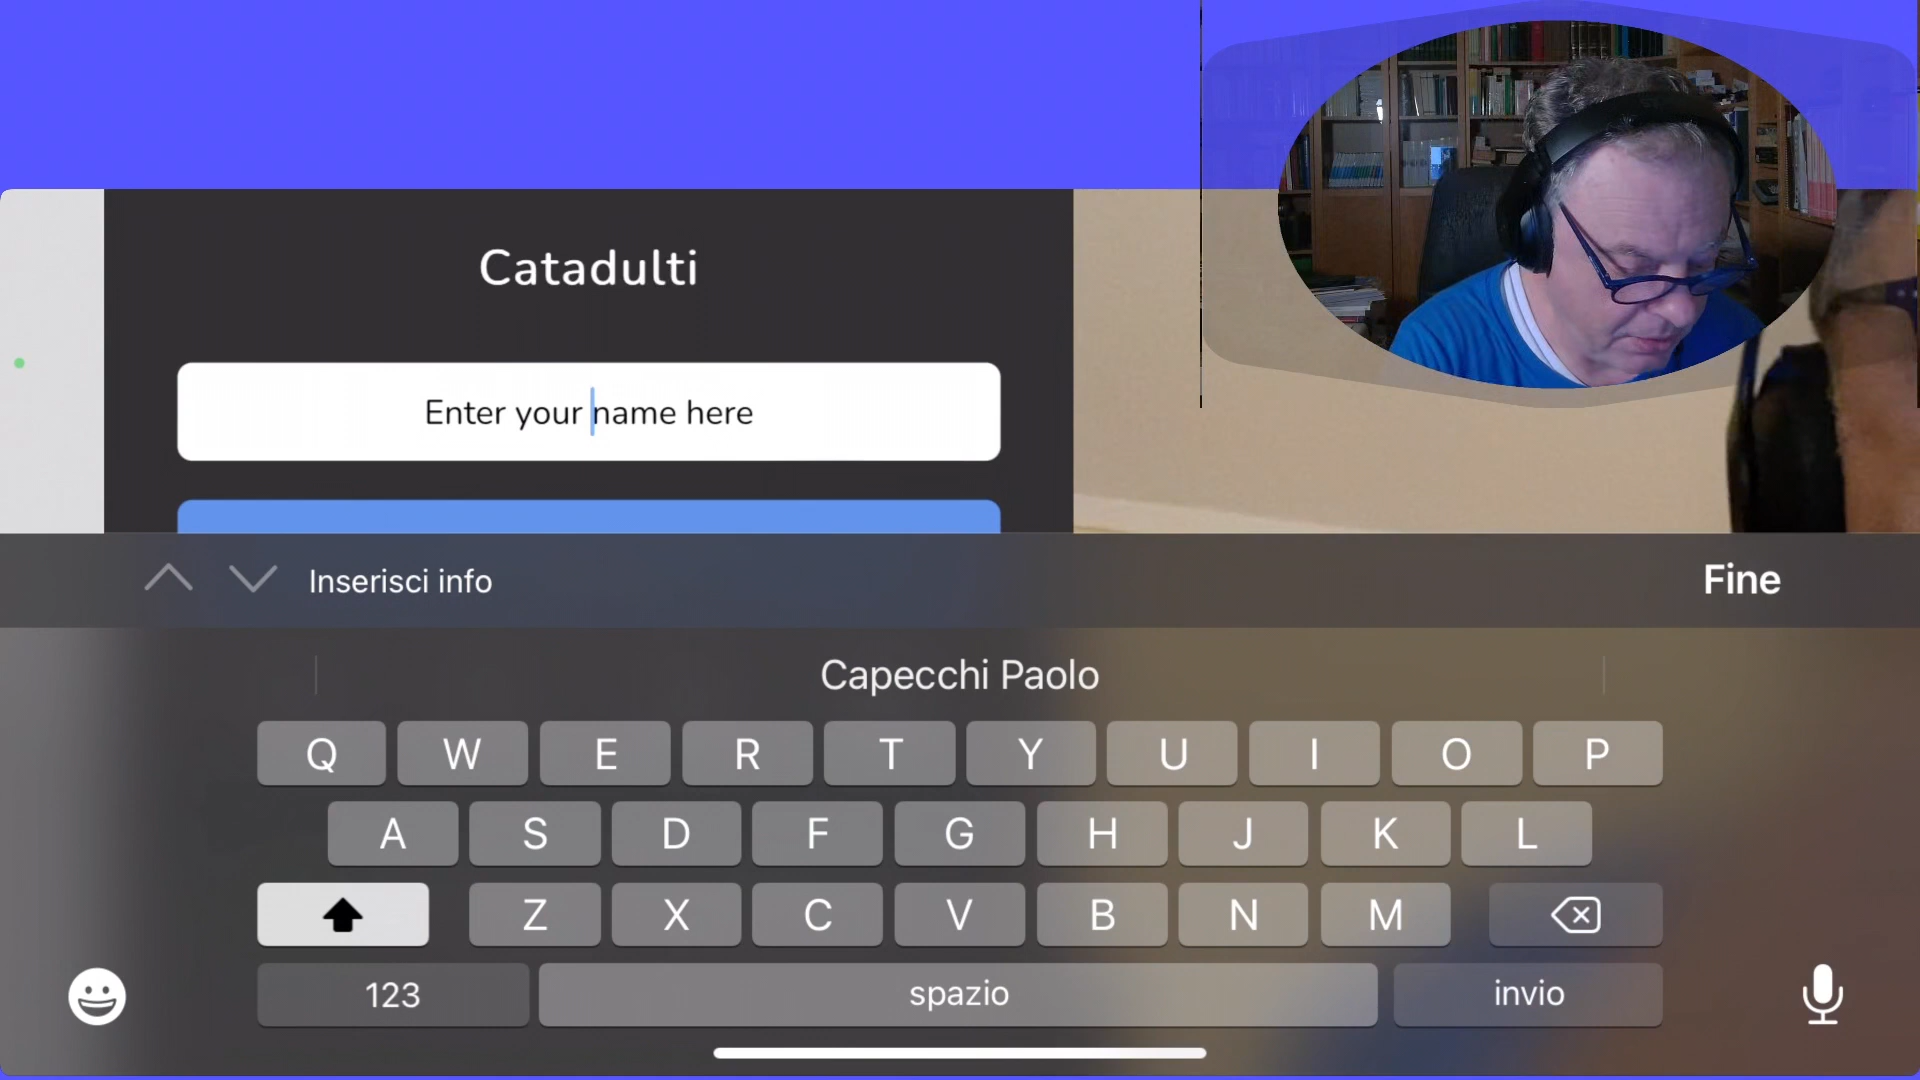 Catadulti
Enter your name here
Inserisci info
Fine
Capecchi Paolo
Q W E R T Y U I O P
A S D F G H J K L
Z X C V B N M
123 spazio invio